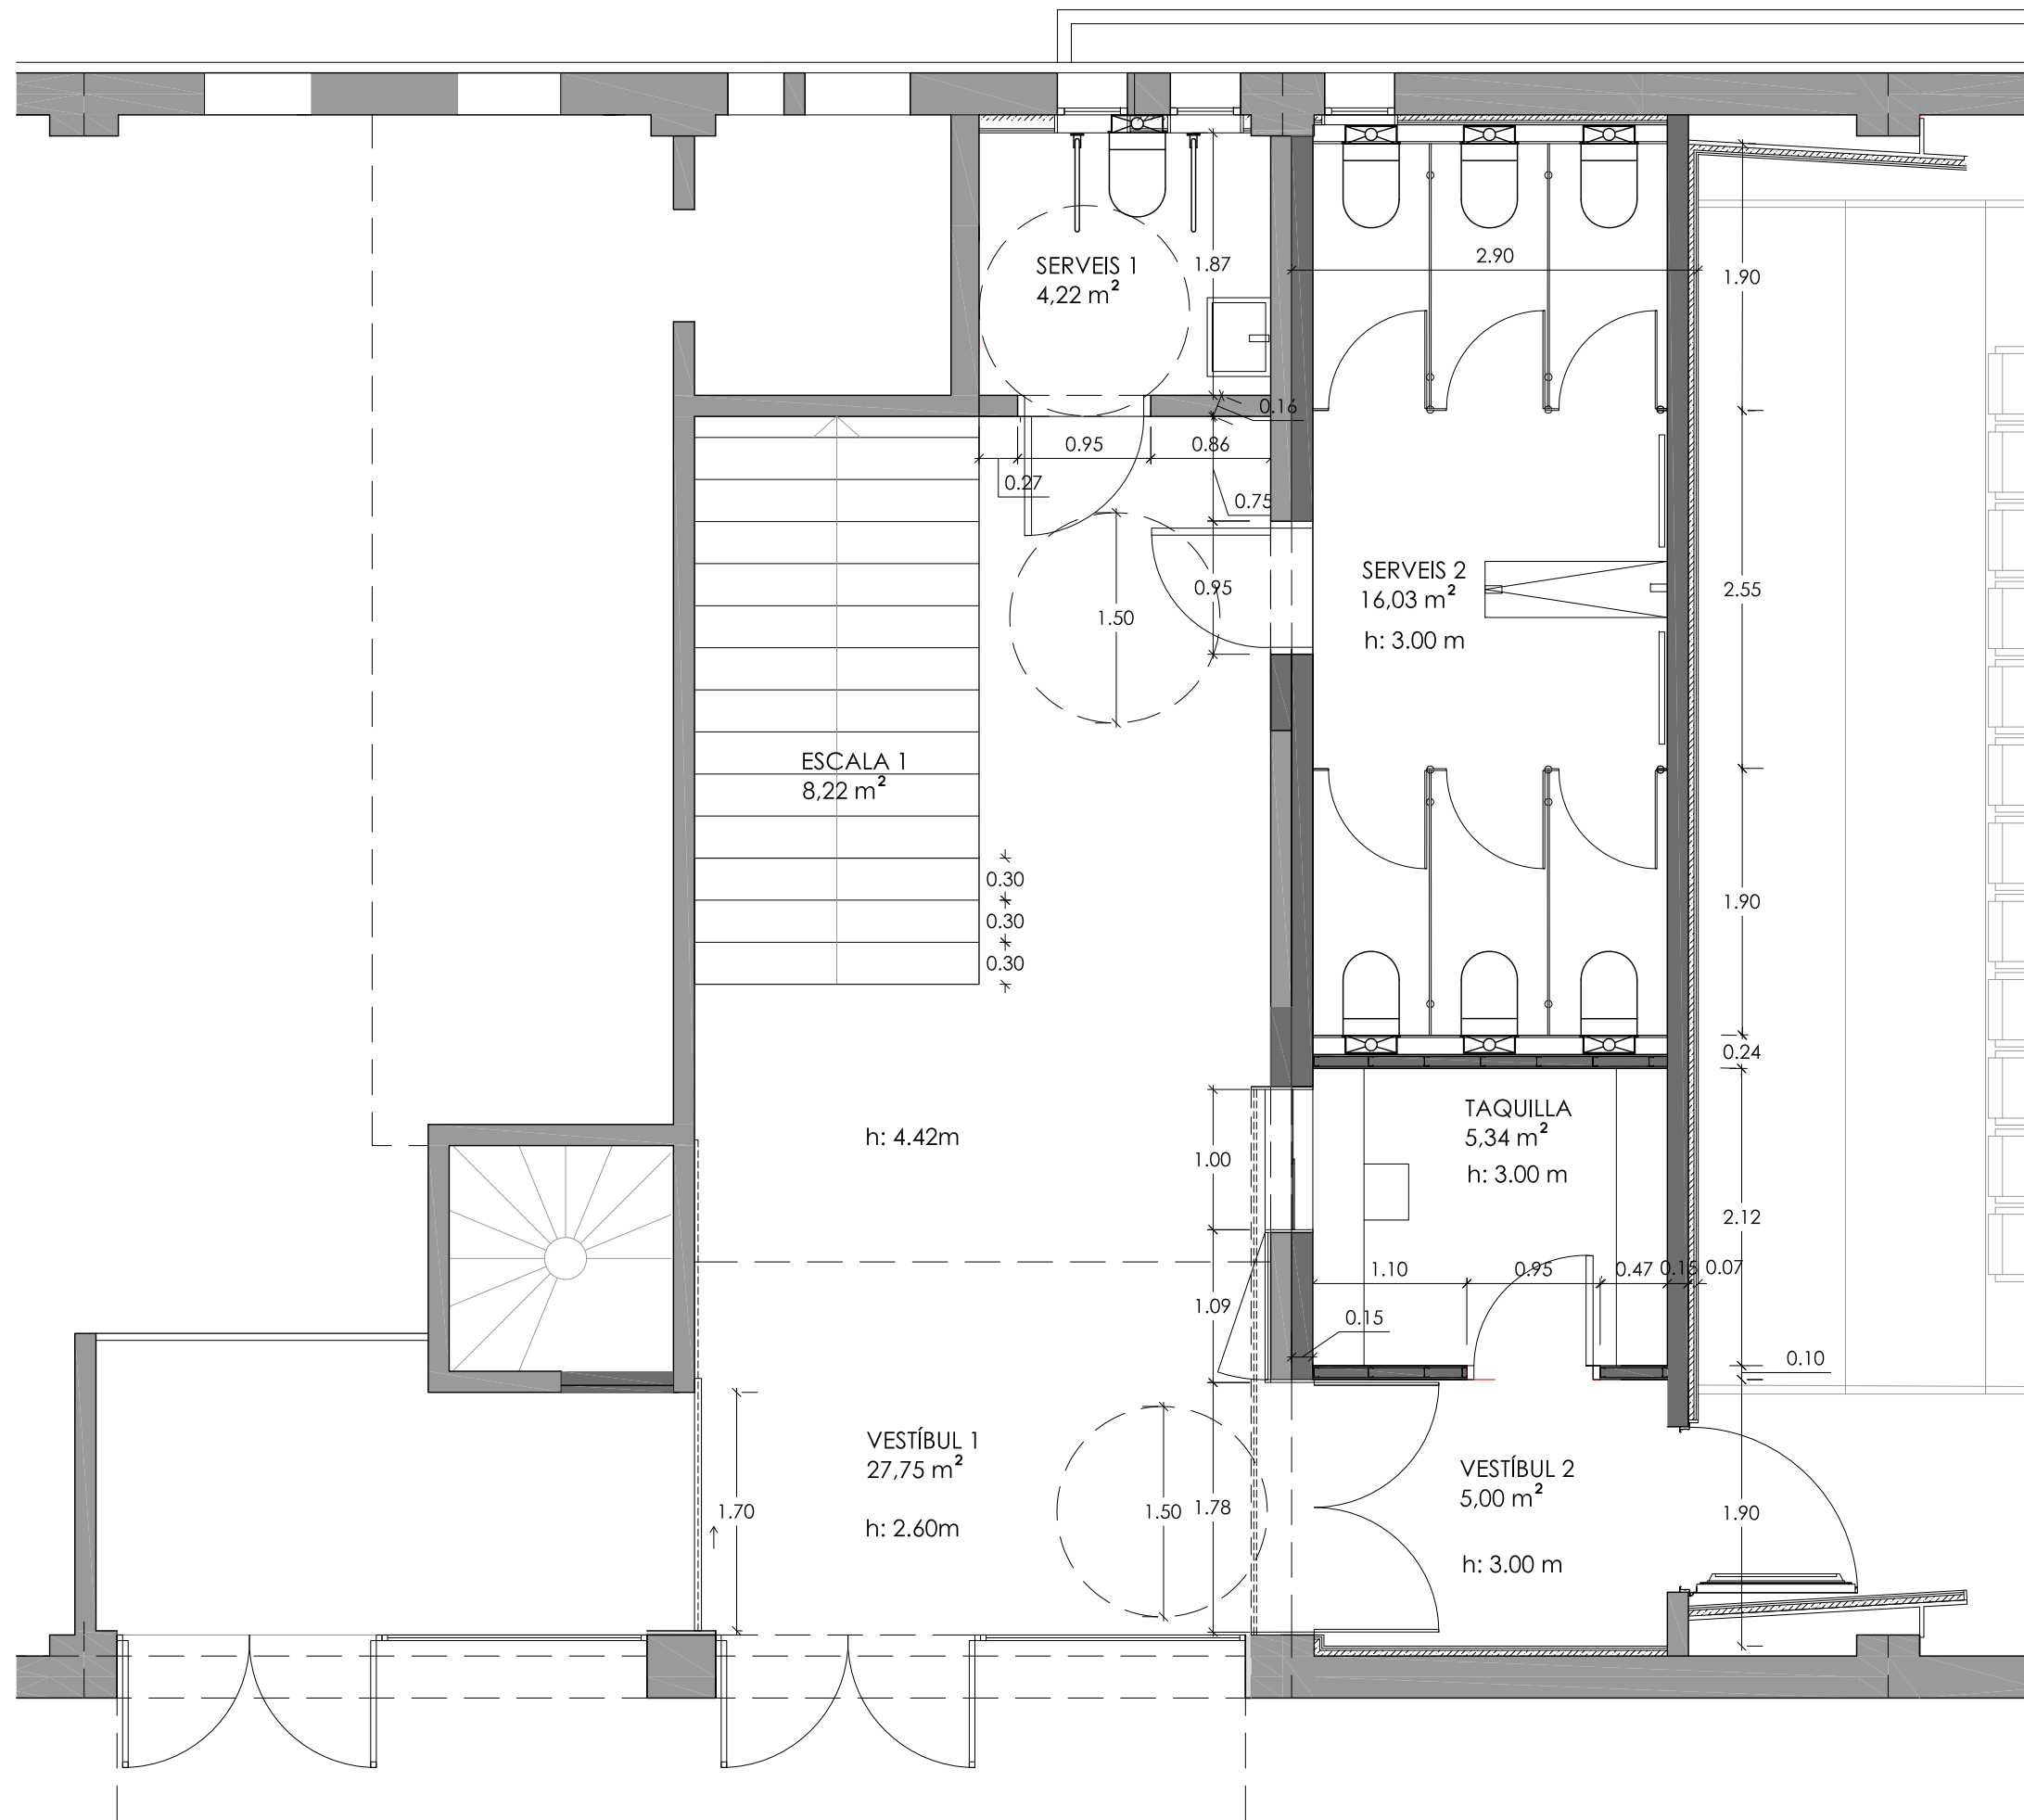 SERVEIS 1
4,22 m²
1.87
2.90
1.90
0.16
0.95
0.86
0.27
0.75
0.95
1.50
SERVEIS 2
16,03 m²
h: 3.00 m
2.55
ESCALA 1
8,22 m²
0.30
0.30
0.30
1.90
0.24
h: 4.42m
TAQUILLA
5,34 m²
h: 3.00 m
1.00
2.12
1.10
0.95
0.47
0.15
0.07
1.09
0.15
0.10
VESTÍBUL 1
27,75 m²
h: 2.60m
1.70
1.50
1.78
VESTÍBUL 2
5,00 m²
h: 3.00 m
1.90